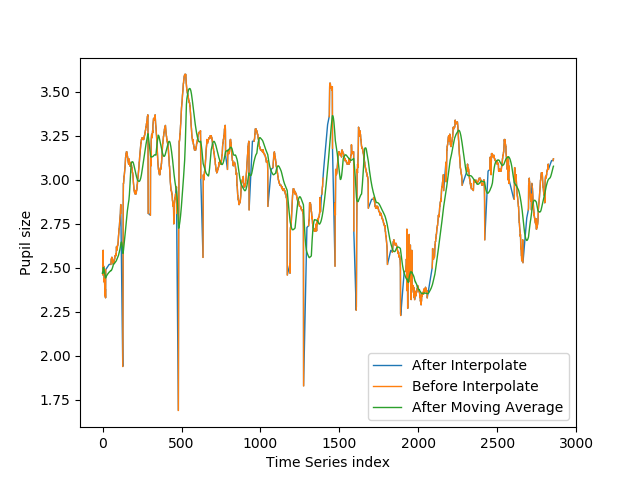 3.50
3.25
3.00
2.75
2.50
2.25
2.00
1.75
Pupil size
After Interpolate
Before Interpolate
After Moving Average
0 500 1000 1500 2000 2500 3000
Time Series index